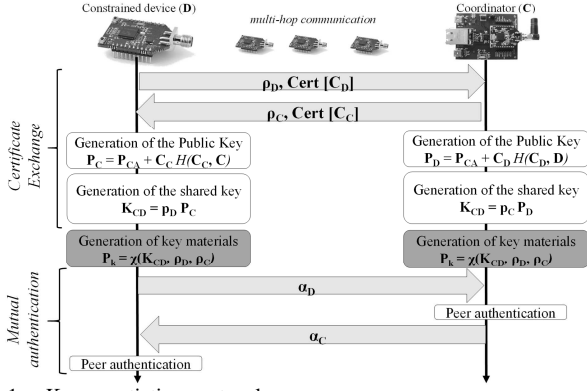 Constrained device (D)
multi-hop communication
Coordinator (C)
ρD, Cert [CD]
ρC, Cert [CC]
Certificate
Exchange
Generation of the Public Key
PC = PCA + CC H(CC, C)
Generation of the Public Key
PD = PCA + CD H(CD, D)
Generation of the shared key
KCD = pD PC
Generation of the shared key
KCD = pC PD
Generation of key materials
Pk = χ(KCD, ρD, ρC)
Generation of key materials
Pk = χ(KCD, ρD, ρC)
Mutual
authentication
αD
Peer authentication
αC
Peer authentication